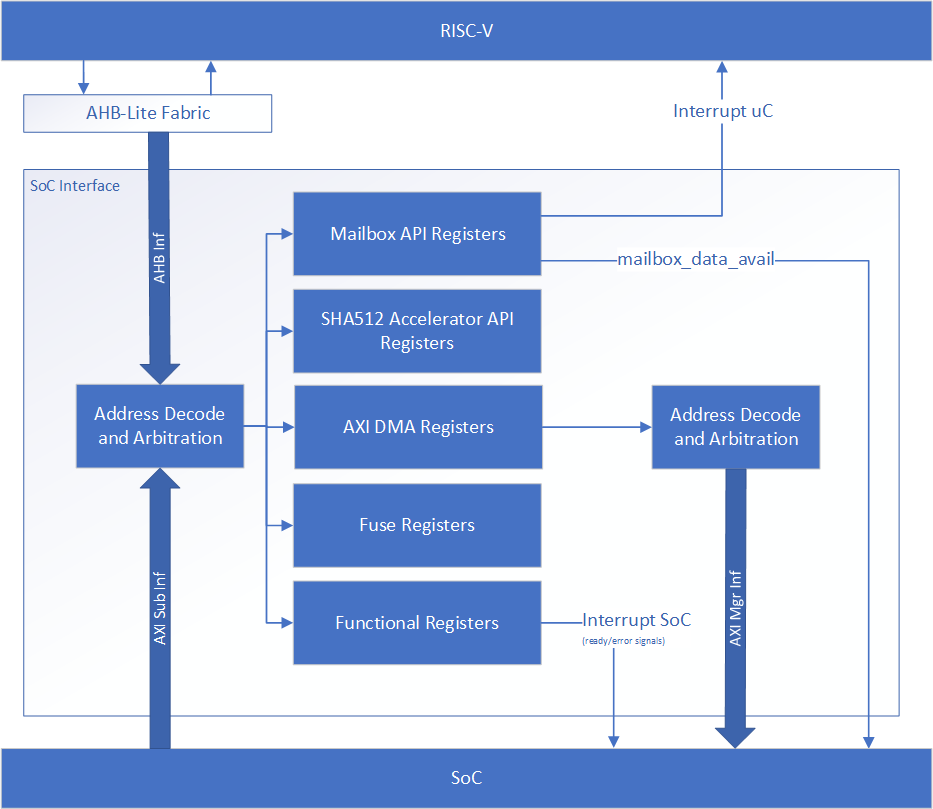 RISC-V
AHB-Lite Fabric
Interrupt uC
SoC Interface
AHB Inf
Mailbox API Registers
mailbox_data_avail
SHA512 Accelerator API
Registers
Address Decode
and Arbitration
AXI DMA Registers
Address Decode
and Arbitration
Fuse Registers
AXI Sub Inf
AXI Mgr Inf
Functional Registers
Interrupt SoC
(ready/error signals)
SoC